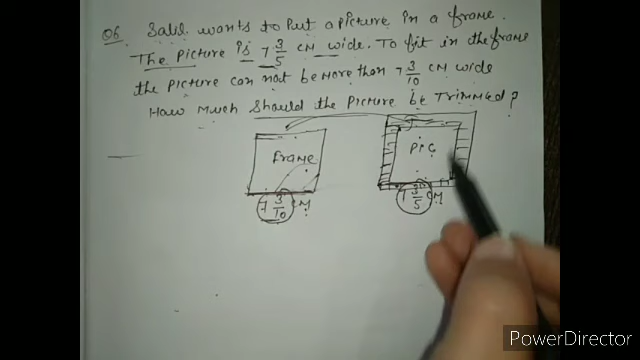 Q6. Salil wants to put a picture in a frame.
The picture is 7 3/5 cm wide. To fit in the frame
the picture can not be more than 7 3/10 cm wide
How much should the picture be trimmed?
frame
PIC
7 3/10 cm
7 3/5 cm
PowerDirector